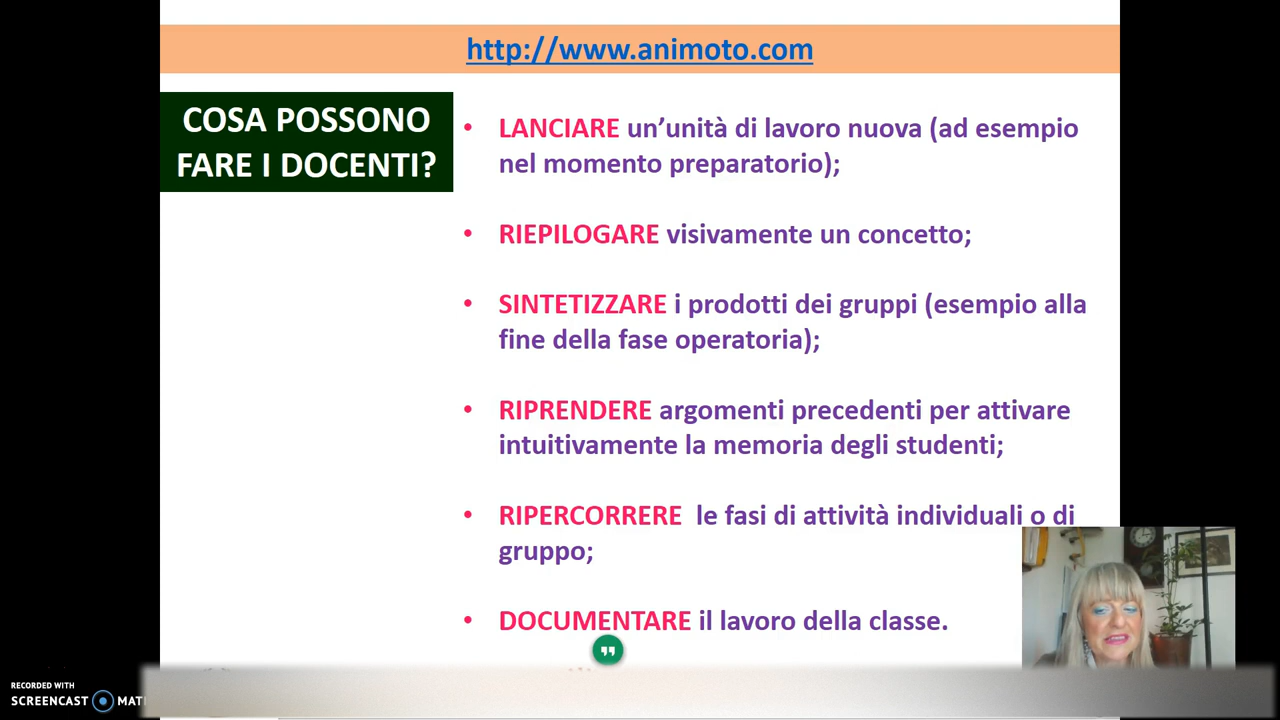 http://www.animoto.com
COSA POSSONO
FARE I DOCENTI?
• LANCIARE un’unità di lavoro nuova (ad esempio
nel momento preparatorio);
• RIEPILOGARE visivamente un concetto;
• SINTETIZZARE i prodotti dei gruppi (esempio alla
fine della fase operatoria);
• RIPRENDERE argomenti precedenti per attivare
intuitivamente la memoria degli studenti;
• RIPERCORRERE le fasi di attività individuali o di
gruppo;
• DOCUMENTARE il lavoro della classe.
RECORDED WITH
SCREENCAST MAT